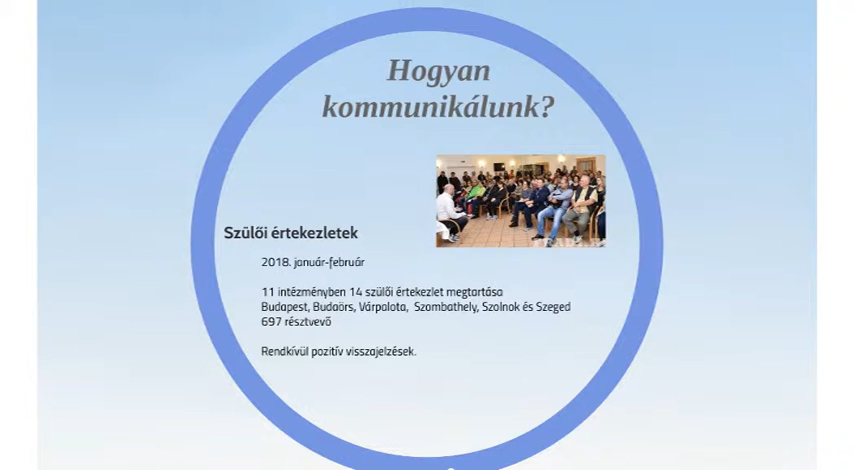 Hogyan
kommunikálunk?
Szülői értekezletek
2018. január-február
11 intézményben 14 szülői értekezlet megtartása
Budapest, Budaörs, Várpalota, Szombathely, Szolnok és Szeged
697 résztvevő
Rendkívül pozitív visszajelzések.